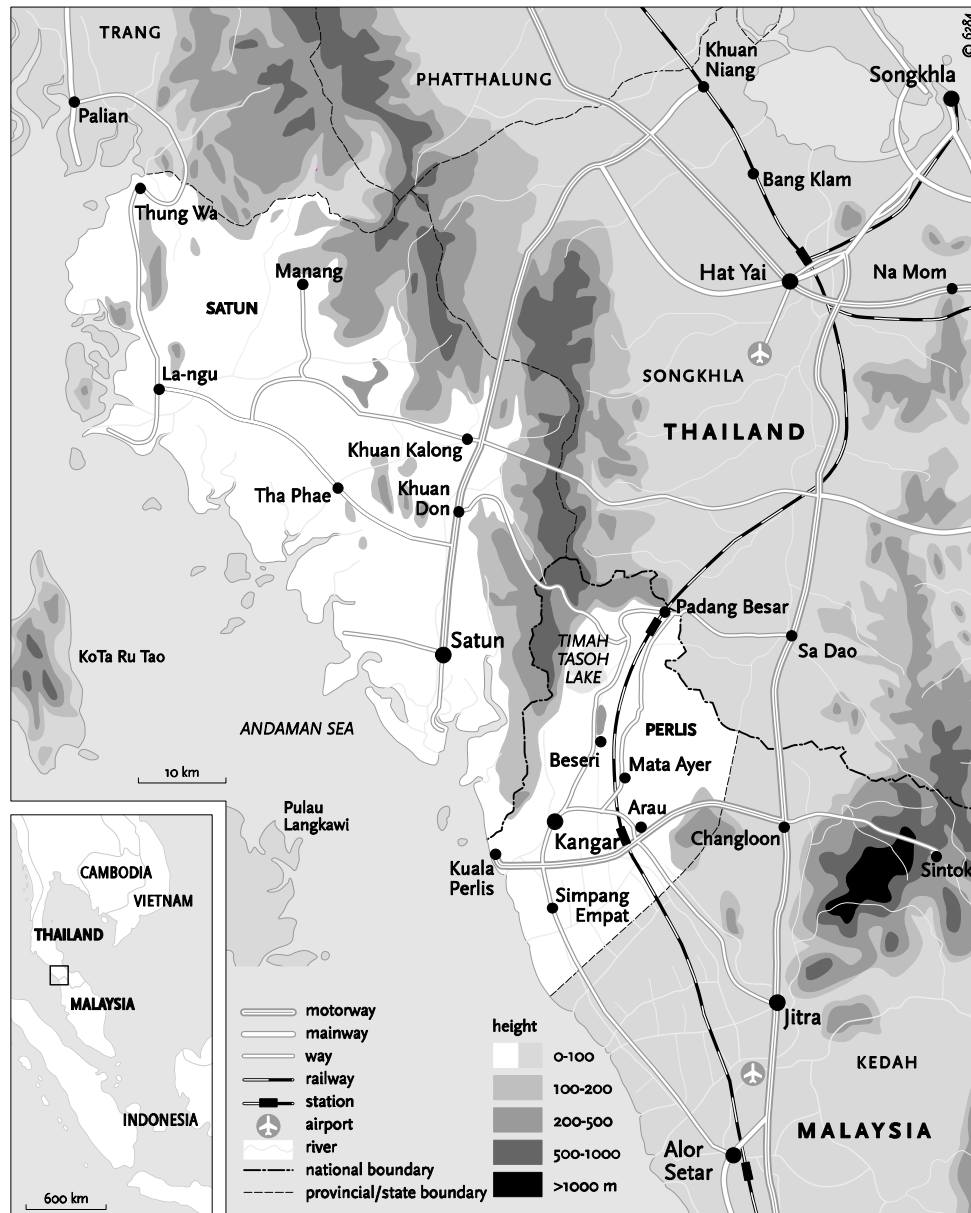 TRANG
PHATTHALUNG
Khuan
Niang
© 6284
Songkhla
Palian
Bang Klam
Thung Wa
Hat Yai
Na Mom
Manang
SATUN
La-ngu
SONGKHLA
THAILAND
Khuan Kalong
Tha Phae
Khuan
Don
Padang Besar
Satun
TIMAH
TASOH
LAKE
Sa Dao
KoTa Ru Tao
ANDAMAN SEA
PERLIS
Beseri
Mata Ayer
10 km
Pulau
Langkawi
Arau
Kangar
Changloon
Kuala
Perlis
Sintok
Simpang
Empat
CAMBODIA
VIETNAM
THAILAND
MALAYSIA
INDONESIA
600 km
motorway
mainway
way
railway
station
airport
river
national boundary
provincial/state boundary
height
0-100
100-200
200-500
500-1000
>1000 m
Jitra
KEDAH
MALAYSIA
Alor
Setar